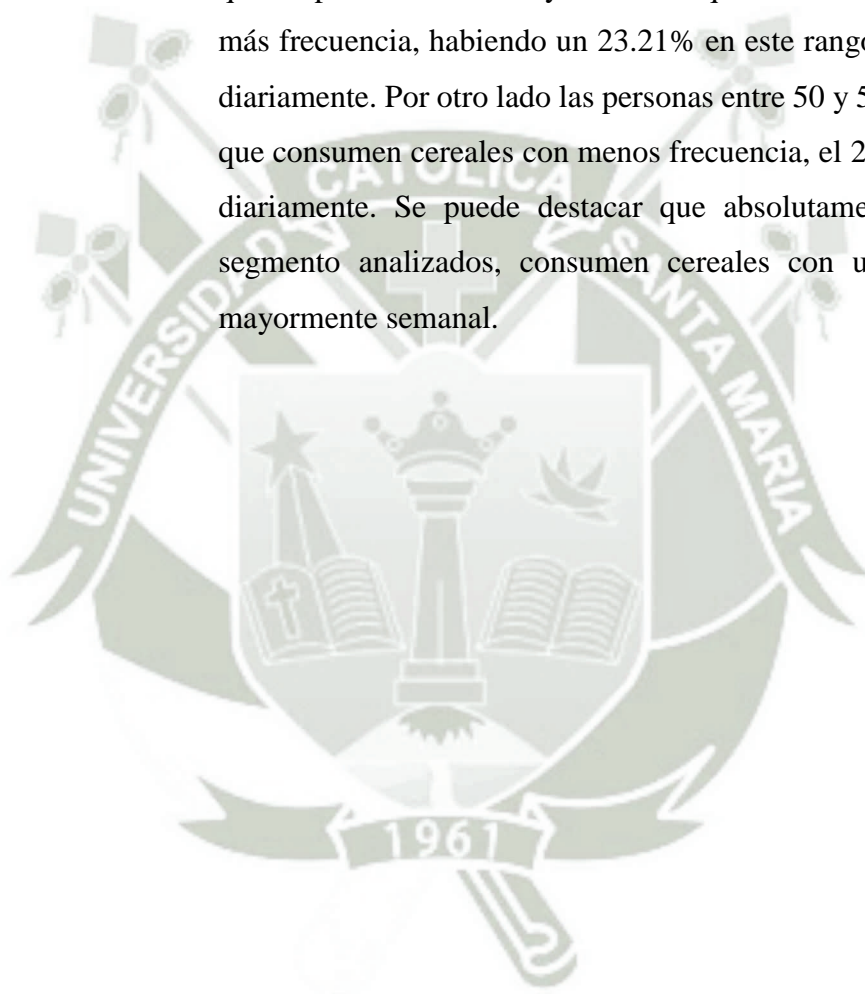 más frecuencia, habiendo un 23.21% en este rango
diariamente. Por otro lado las personas entre 50 y 5
que consumen cereales con menos frecuencia, el 2
diariamente. Se puede destacar que
segmento analizados, consumen cereales con
mayormente semanal.
UNIVERSIDAD CATOLICA SANTA MARIA
1961